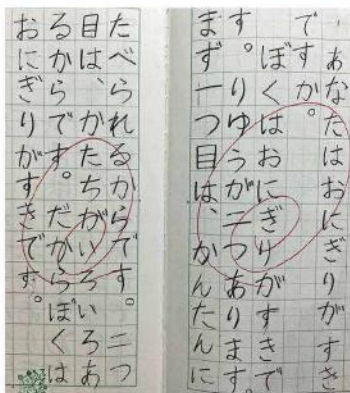 あなたはおにぎりがすき
ですか。
ぼくはおにぎりがすきで
す。りゆうが二つあります。
まず一つ目は、かんたんに
たべられるからです。二つ
目は、かたちがいろいろあ
るからです。だからぼくは
おにぎりがすきです。